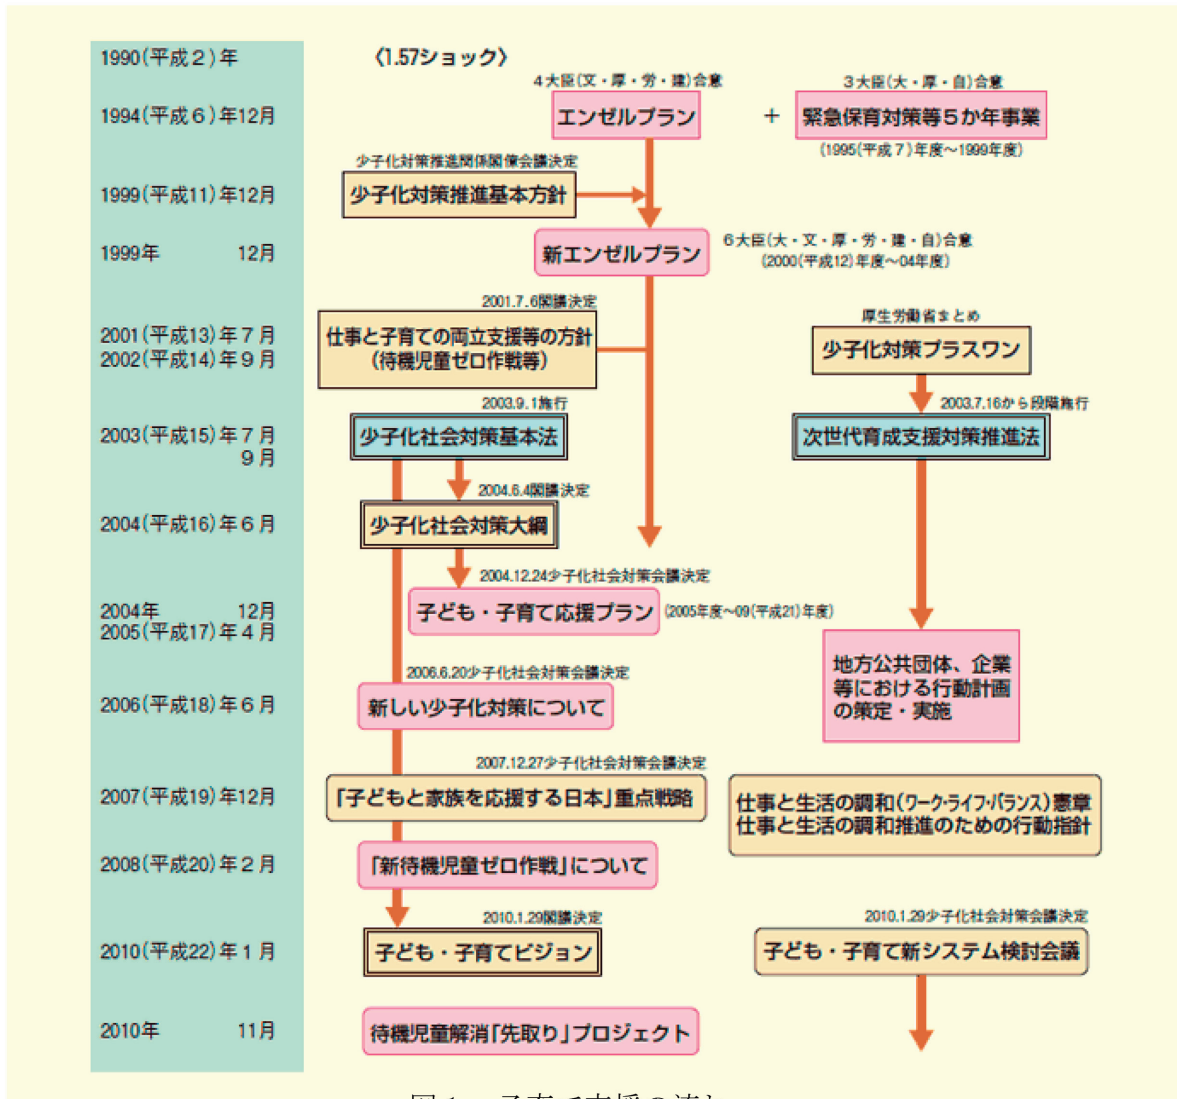 1990(平成2)年
〈1.57ショック〉
4大臣(文・厚・労・建)合意
3大臣(大・厚・自)合意
1994(平成6)年12月
エンゼルプラン
+
緊急保育対策等5か年事業
(1995(平成7)年度〜1999年度)
少子化対策推進関係閣僚会議決定
1999(平成11)年12月
少子化対策推進基本方針
1999年 12月
新エンゼルプラン
6大臣(大・文・厚・労・建・自)合意
(2000(平成12)年度〜04年度)
2001.7.6閣議決定
2001(平成13)年7月
2002(平成14)年9月
仕事と子育ての両立支援等の方針
(待機児童ゼロ作戦等)
厚生労働省まとめ
少子化対策プラスワン
2003.9.1施行
2003.7.16から段階施行
2003(平成15)年7月
9月
少子化社会対策基本法
次世代育成支援対策推進法
2004.6.4閣議決定
2004(平成16)年6月
少子化社会対策大綱
2004.12.24少子化社会対策会議決定
2004年 12月
2005(平成17)年4月
子ども・子育て応援プラン
(2005年度〜09(平成21)年度)
地方公共団体、企業
等における行動計画
の策定・実施
2006.6.20少子化社会対策会議決定
2006(平成18)年6月
新しい少子化対策について
2007.12.27少子化社会対策会議決定
2007(平成19)年12月
「子どもと家族を応援する日本」重点戦略
仕事と生活の調和(ワーク・ライフ・バランス)憲章
仕事と生活の調和推進のための行動指針
2008(平成20)年2月
「新待機児童ゼロ作戦」について
2010.1.29閣議決定
2010.1.29少子化社会対策会議決定
2010(平成22)年1月
子ども・子育てビジョン
子ども・子育て新システム検討会議
2010年 11月
待機児童解消「先取り」プロジェクト